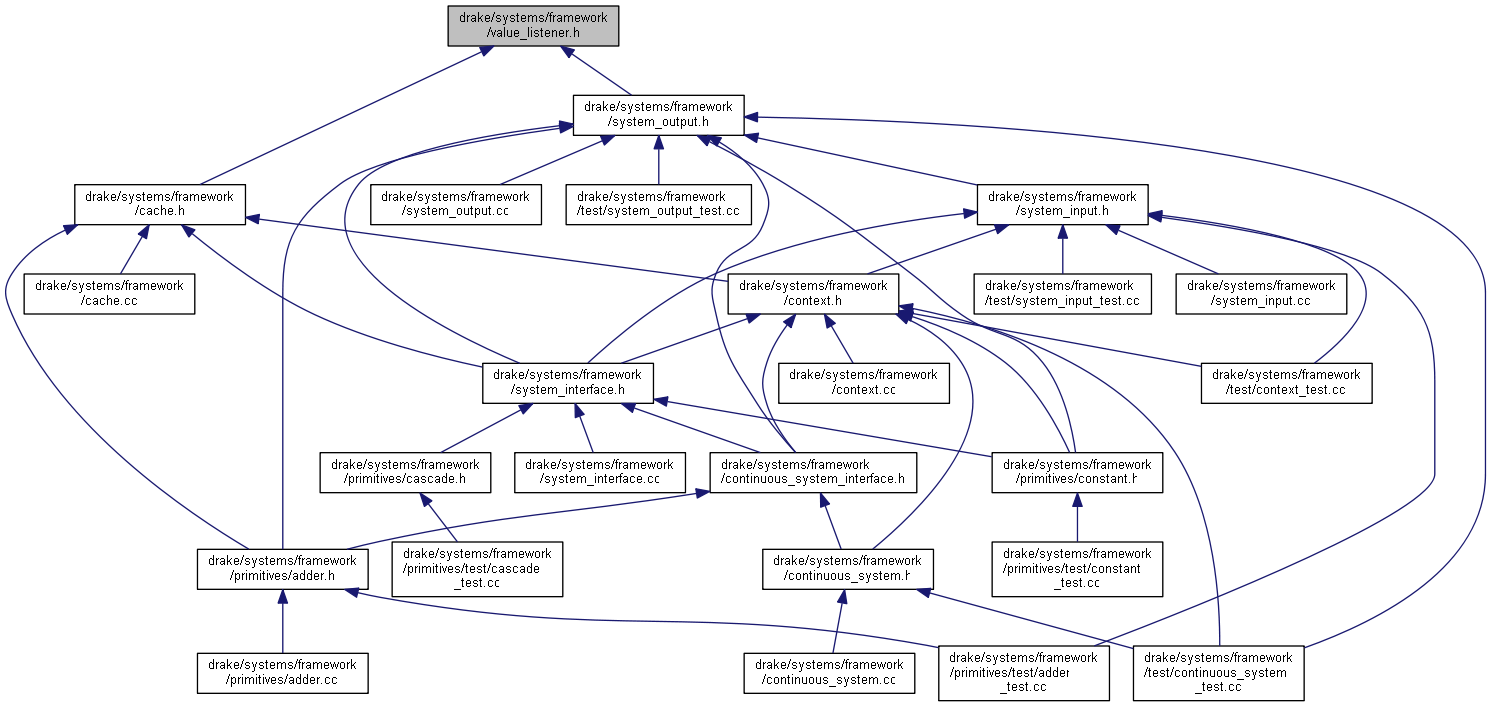 drake/systems/framework
/value_listener.h
drake/systems/framework
/system_output.h
drake/systems/framework
/cache.h
drake/systems/framework
/system_output.cc
drake/systems/framework
/test/system_output_test.cc
drake/systems/framework
/system_input.h
drake/systems/framework
/cache.cc
drake/systems/framework
/context.h
drake/systems/framework
/test/system_input_test.cc
drake/systems/framework
/system_input.cc
drake/systems/framework
/system_interface.h
drake/systems/framework
/context.cc
drake/systems/framework
/test/context_test.cc
drake/systems/framework
/primitives/cascade.h
drake/systems/framework
/system_interface.cc
drake/systems/framework
/continuous_system_interface.h
drake/systems/framework
/primitives/constant.h
drake/systems/framework
/primitives/adder.h
drake/systems/framework
/primitives/test/cascade
_test.cc
drake/systems/framework
/continuous_system.h
drake/systems/framework
/primitives/test/constant
_test.cc
drake/systems/framework
/primitives/adder.cc
drake/systems/framework
/continuous_system.cc
drake/systems/framework
/primitives/test/adder
_test.cc
drake/systems/framework
/test/continuous_system
_test.cc